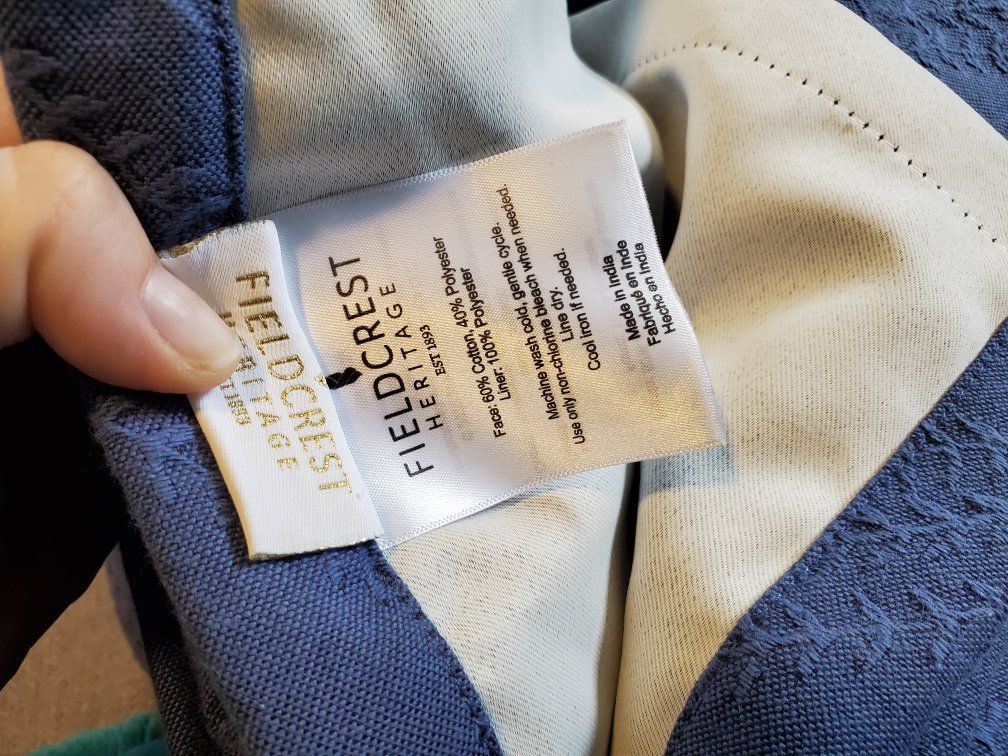 FIELDCREST
HERITAGE
EST 1893
FIELDCREST
HERITAGE
EST 1893
Face: 60% Cotton, 40% Polyester
Liner: 100% Polyester
Machine wash cold, gentle cycle.
Use only non-chlorine bleach when needed.
Line dry.
Cool iron if needed.
Made in India
Fabriqué en Inde
Hecho en India